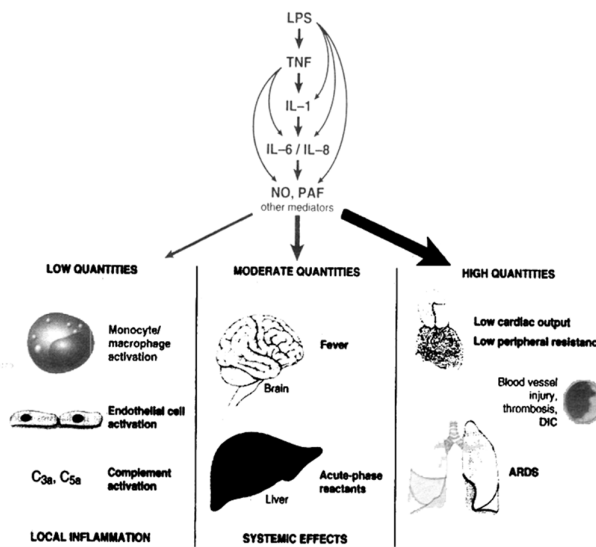 LPS
TNF
IL–1
IL–6 / IL–8
NO, PAF
other mediators
LOW QUANTITIES
Monocyte/
macrophage
activation
Endothelial cell
activation
C3a, C5a
Complement
activation
LOCAL INFLAMMATION
MODERATE QUANTITIES
Fever
Brain
Liver
Acute-phase
reactants
SYSTEMIC EFFECTS
HIGH QUANTITIES
Low cardiac output
Low peripheral resistance
Blood vessel
injury,
thrombosis,
DIC
ARDS